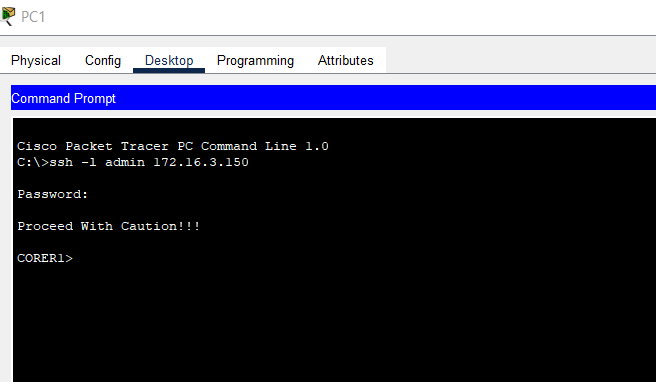 PC1
Physical Config Desktop Programming Attributes
Command Prompt
Cisco Packet Tracer PC Command Line 1.0
C:\>ssh -l admin 172.16.3.150
Password:
Proceed With Caution!!!
CORER1>